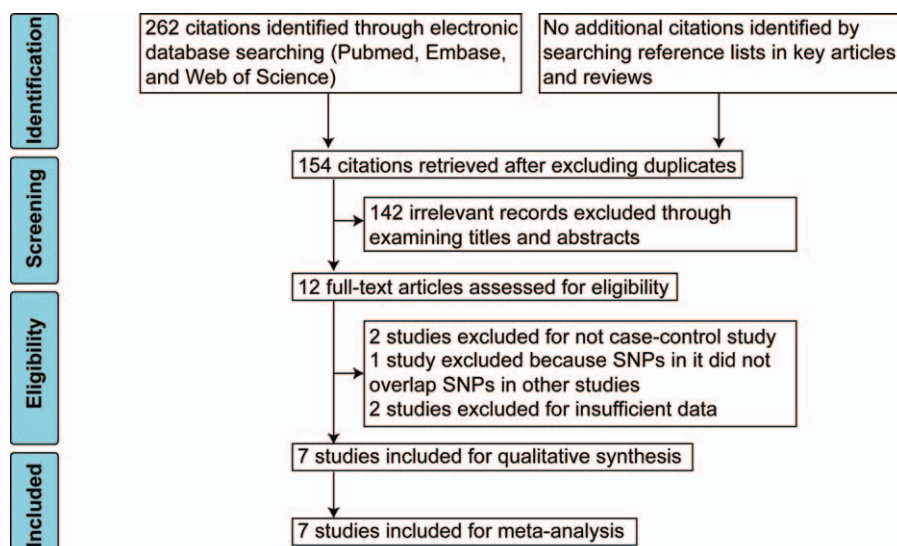 Identification
262 citations identified through electronic
database searching (Pubmed, Embase,
and Web of Science)
No additional citations identified by
searching reference lists in key articles
and reviews
Screening
154 citations retrieved after excluding duplicates
142 irrelevant records excluded through
examining titles and abstracts
12 full-text articles assessed for eligibility
Eligibility
2 studies excluded for not case-control study
1 study excluded because SNPs in it did not
overlap SNPs in other studies
2 studies excluded for insufficient data
7 studies included for qualitative synthesis
Included
7 studies included for meta-analysis